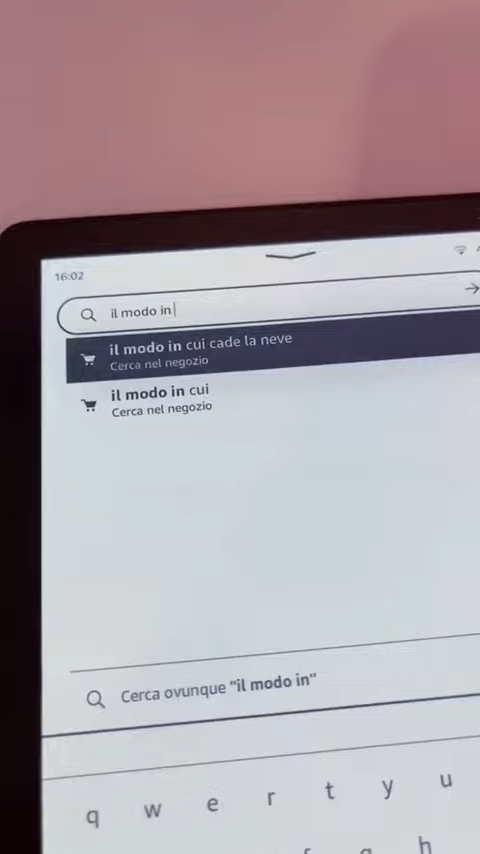 16:02
il modo in
il modo in cui cade la neve
Cerca nel negozio
il modo in cui
Cerca nel negozio
Cerca ovunque "il modo in"
q w e r t y u
g h